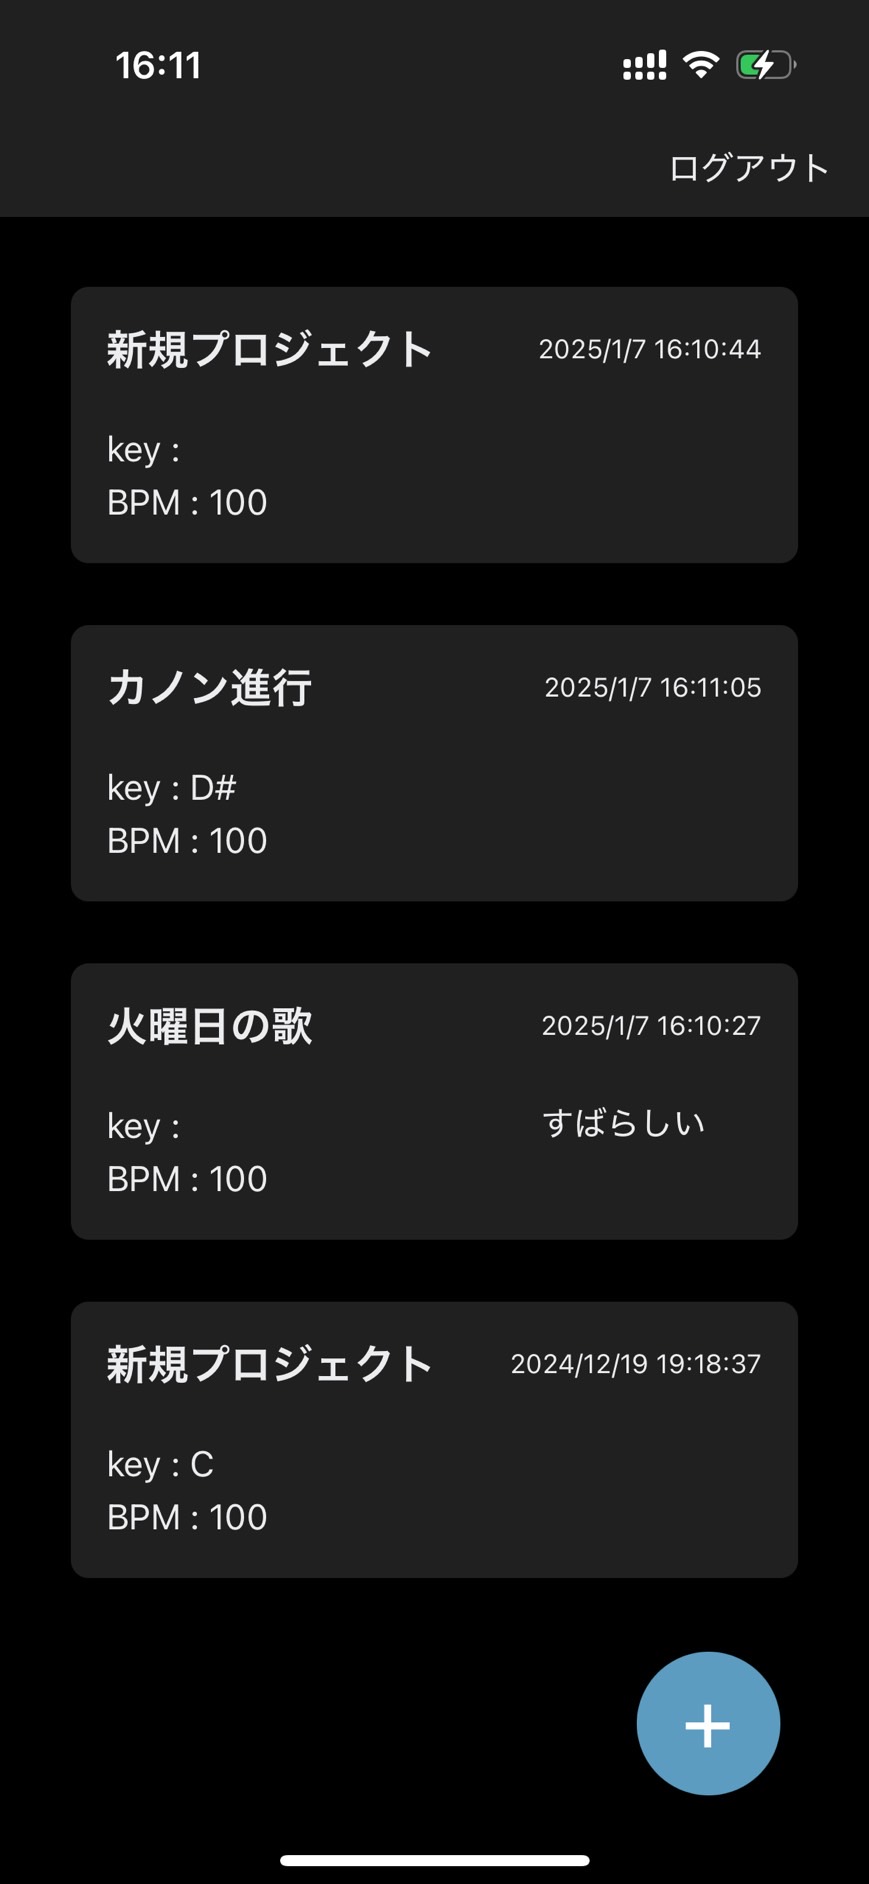 16:11
ログアウト
新規プロジェクト 2025/1/7 16:10:44
key :
BPM : 100
カノン進行 2025/1/7 16:11:05
key : D#
BPM : 100
火曜日の歌 2025/1/7 16:10:27
key : すばらしい
BPM : 100
新規プロジェクト 2024/12/19 19:18:37
key : C
BPM : 100
+